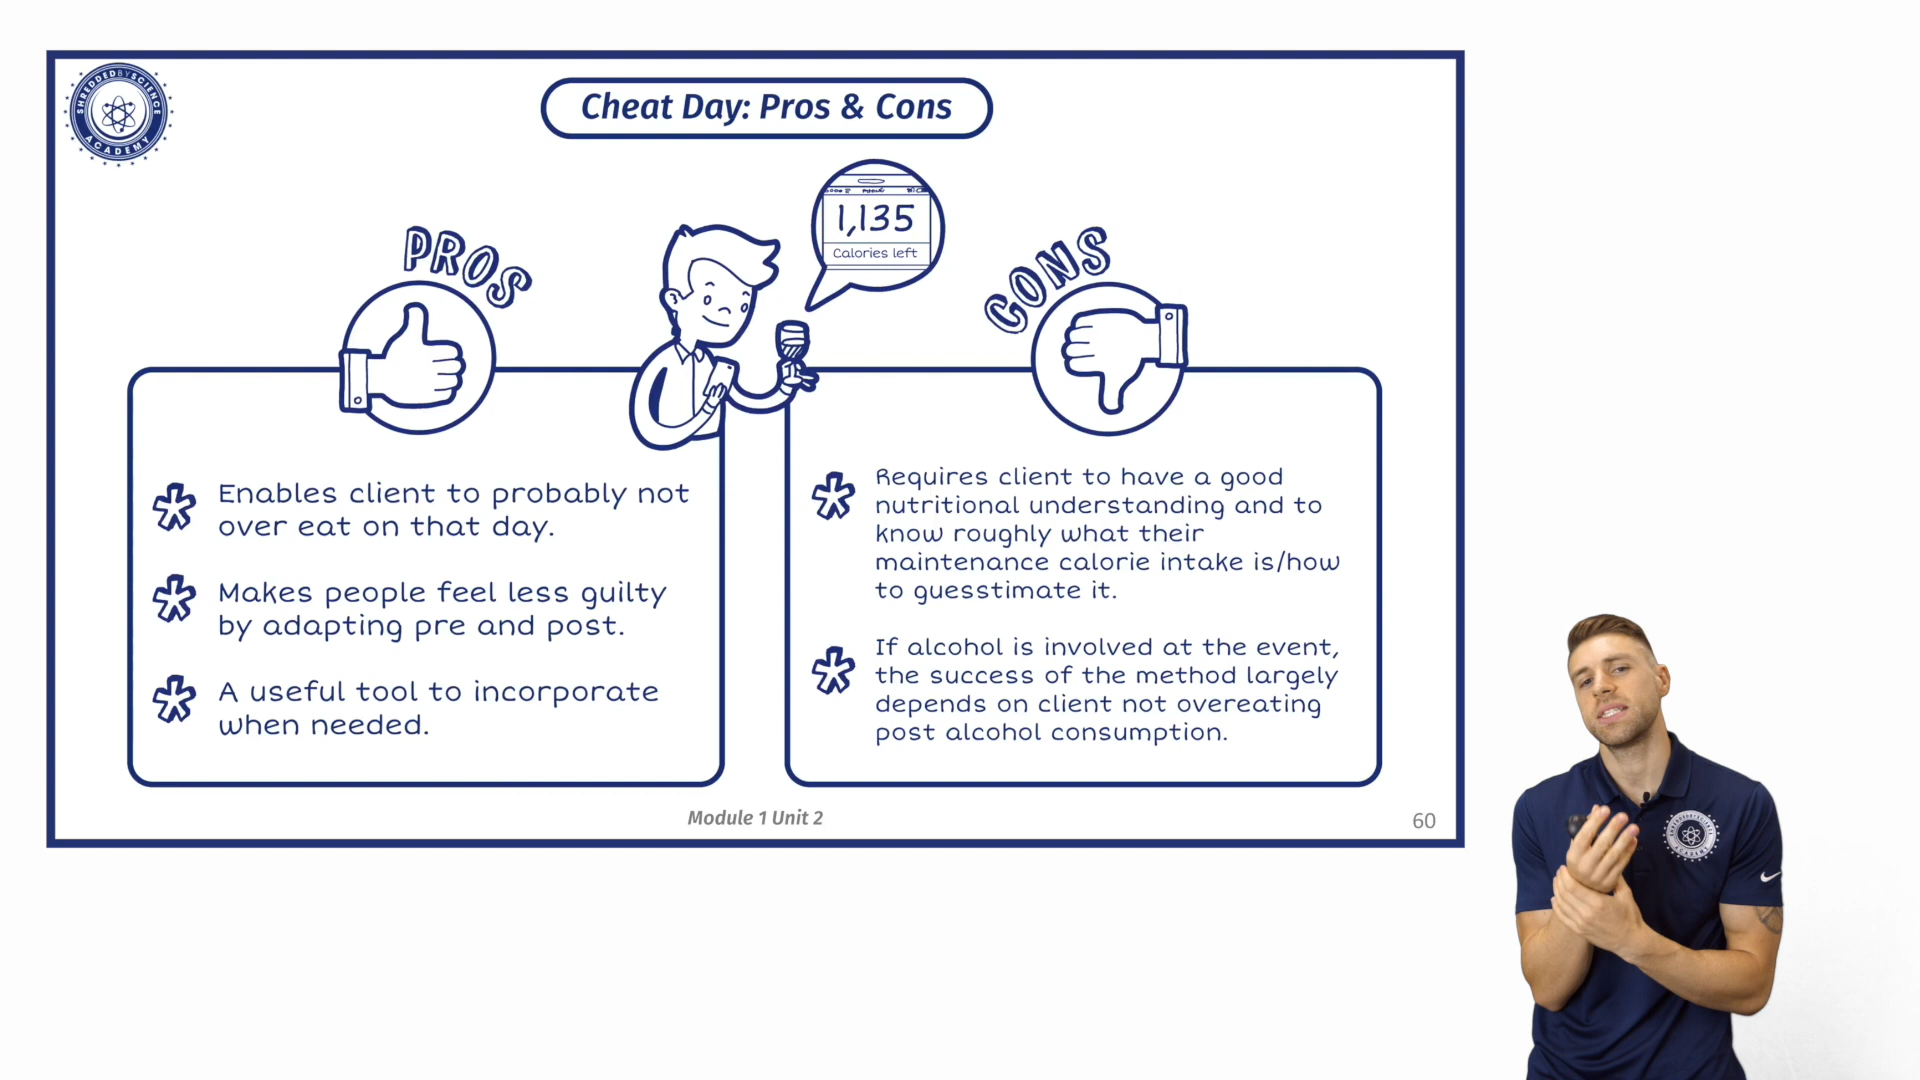 SHREDDEDBYSCIENCE
ACADEMY
Cheat Day: Pros & Cons
1,135
Calories left
PROS
CONS
Enables client to probably not
over eat on that day.
Makes people feel less guilty
by adapting pre and post.
A useful tool to incorporate
when needed.
Requires client to have a good
nutritional understanding and to
know roughly what their
maintenance calorie intake is/how
to guesstimate it.
If alcohol is involved at the event,
the success of the method largely
depends on client not overeating
post alcohol consumption.
Module 1 Unit 2
60
SHREDDEDBYSCIENCE
ACADEMY